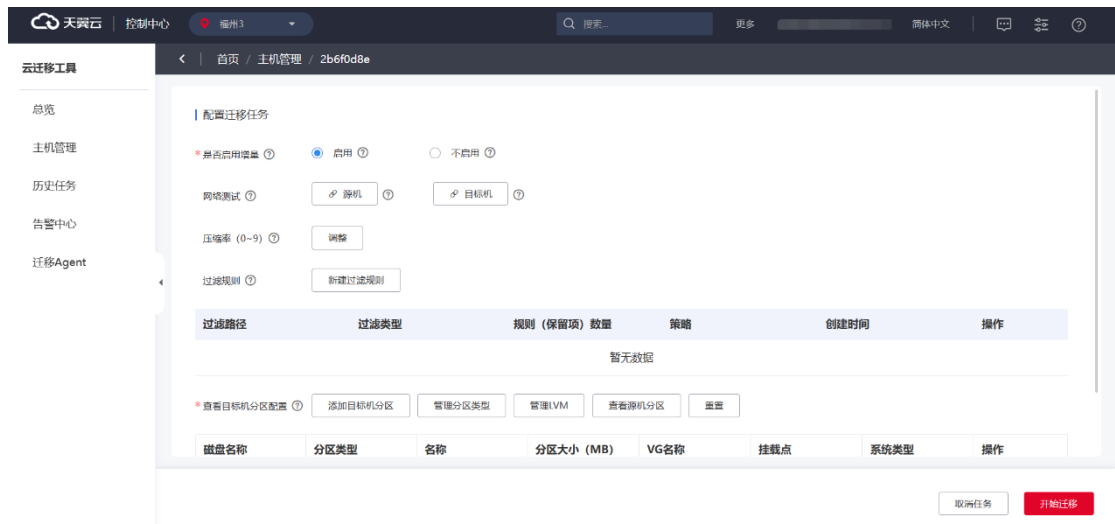 天翼云 控制中心 福州3 搜索... 更多 简体中文
云迁移工具
首页 / 主机管理 / 2b6f0d8e
总览
主机管理
历史任务
告警中心
迁移Agent
配置迁移任务
*是否启用增量 启用 不启用
网络测试 源机 目标机
压缩率（0~9） 调整
过滤规则 新建过滤规则
过滤路径 过滤类型 规则（保留项）数量 策略 创建时间 操作
暂无数据
*查看目标机分区配置 添加目标机分区 管理分区类型 管理LVM 查看源机分区 重置
磁盘名称 分区类型 名称 分区大小（MB） VG名称 挂载点 系统类型 操作
取消任务 开始迁移